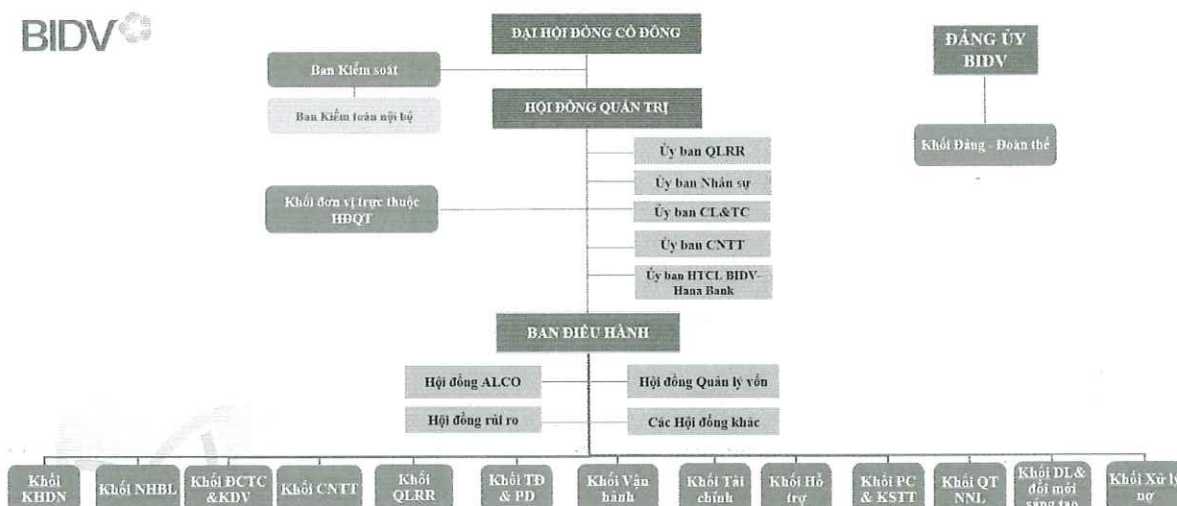 BIDV
ĐẠI HỘI ĐỒNG CỔ ĐÔNG
ĐẢNG ỦY
BIDV
Ban Kiểm soát
Ban Kiểm toán nội bộ
HỘI ĐỒNG QUẢN TRỊ
Khối Đảng - Đoàn thể
Ủy ban QLRR
Ủy ban Nhân sự
Khối đơn vị trực thuộc
HĐQT
Ủy ban CL&TC
Ủy ban CNTT
Ủy ban HTCL BIDV-
Hana Bank
BAN ĐIỀU HÀNH
Hội đồng ALCO
Hội đồng Quản lý vốn
Hội đồng rủi ro
Các Hội đồng khác
Khối
KHDN
Khối NHBL
Khối ĐCTC
&KDV
Khối CNTT
Khối
QLRR
Khối TĐ
& PD
Khối Vận
hành
Khối Tài
chính
Khối Hỗ
trợ
Khối PC
& KSTT
Khối QT
NNL
Khối DL&
đổi mới
sáng tạo
Khối Xử lý
nợ